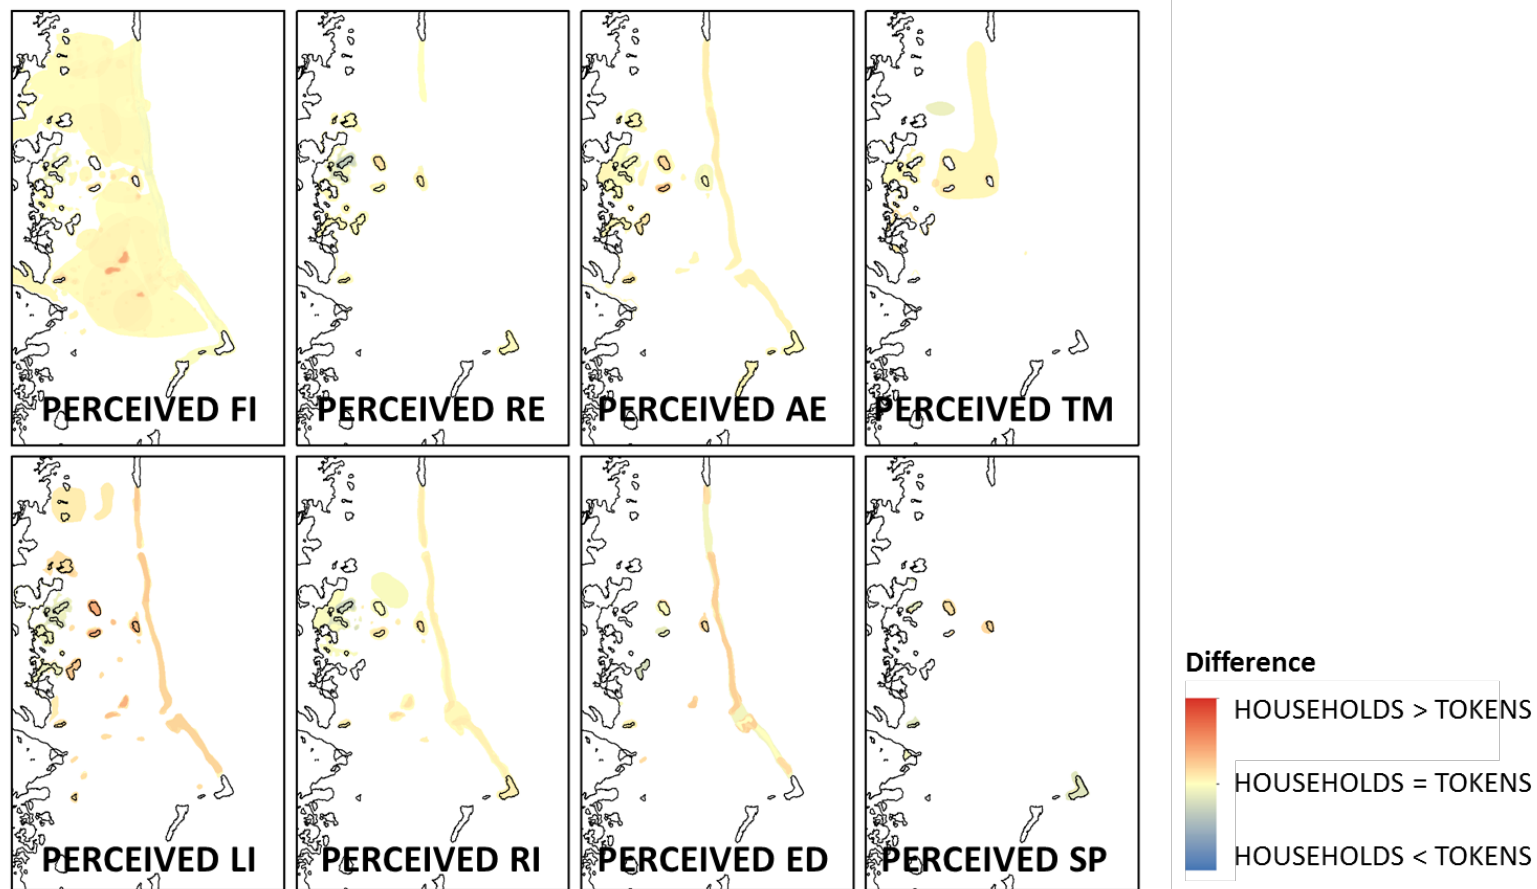 PERCEIVED FI
PERCEIVED RE
PERCEIVED AE
PERCEIVED TM
PERCEIVED LI
PERCEIVED RI
PERCEIVED ED
PERCEIVED SP
Difference
HOUSEHOLDS > TOKENS
HOUSEHOLDS = TOKENS
HOUSEHOLDS < TOKENS